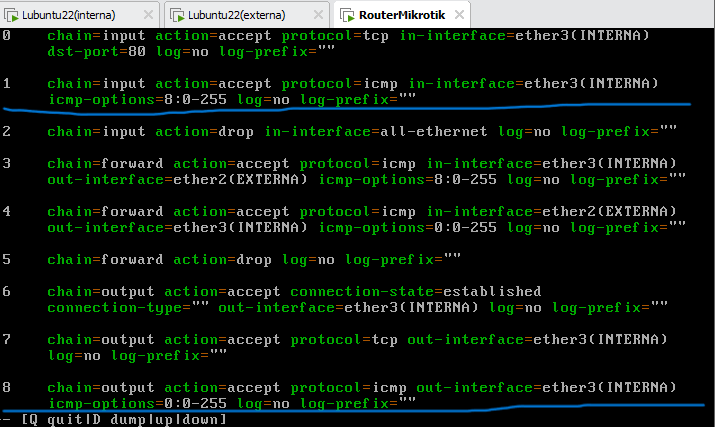 Lubuntu22(interna) × Lubuntu22(externa) × RouterMikrotik ×
0 chain=input action=accept protocol=tcp in-interface=ether3(INTERNA)
dst-port=80 log=no log-prefix=""
1 chain=input action=accept protocol=icmp in-interface=ether3(INTERNA)
icmp-options=8:0-255 log=no log-prefix=""
2 chain=input action=drop in-interface=all-ethernet log=no log-prefix=""
3 chain=forward action=accept protocol=icmp in-interface=ether3(INTERNA)
out-interface=ether2(EXTERNA) icmp-options=8:0-255 log=no log-prefix=""
4 chain=forward action=accept protocol=icmp in-interface=ether2(EXTERNA)
out-interface=ether3(INTERNA) icmp-options=0:0-255 log=no log-prefix=""
5 chain=forward action=drop log=no log-prefix=""
6 chain=output action=accept connection-state=established
connection-type="" out-interface=ether3(INTERNA) log=no log-prefix=""
7 chain=output action=accept protocol=tcp out-interface=ether3(INTERNA)
log=no log-prefix=""
8 chain=output action=accept protocol=icmp out-interface=ether3(INTERNA)
icmp-options=0:0-255 log=no log-prefix=""
-- [Q quit|D dump|up|down]